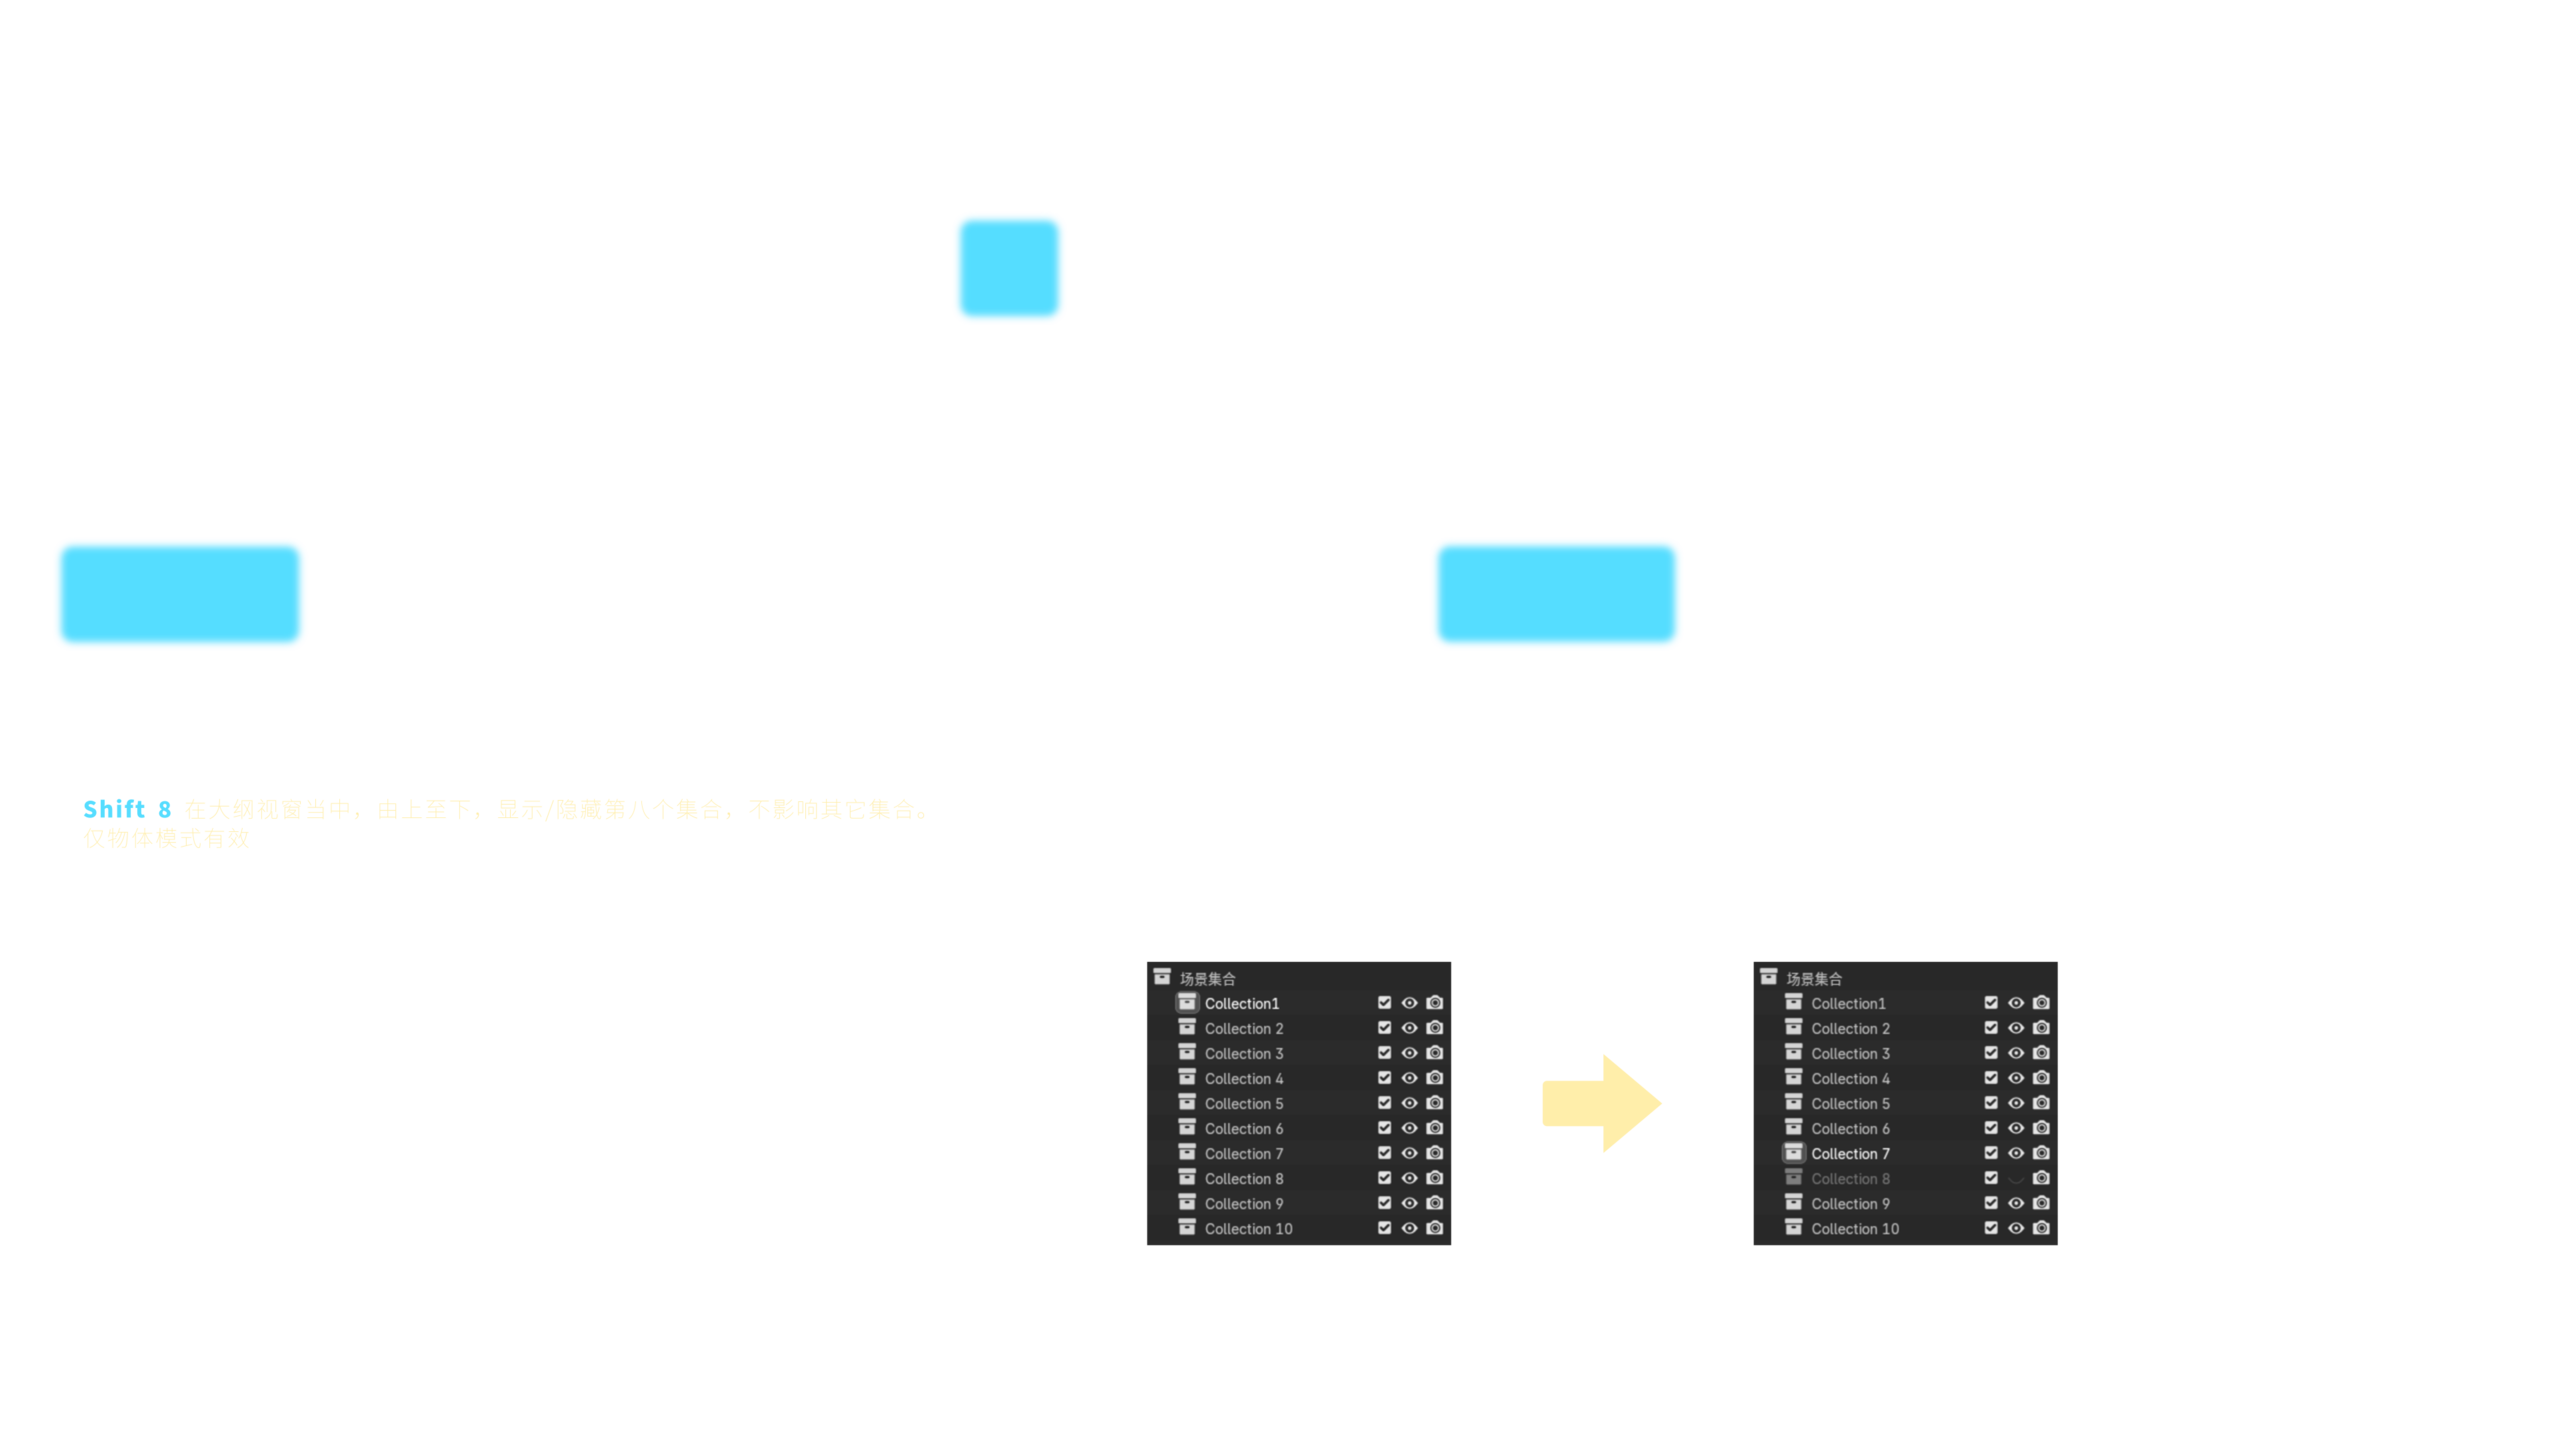 Shift 8 在大纲视窗当中，由上至下，显示/隐藏第八个集合，不影响其它集合。
仅物体模式有效
场景集合
Collection1
Collection 2
Collection 3
Collection 4
Collection 5
Collection 6
Collection 7
Collection 8
Collection 9
Collection 10
场景集合
Collection1
Collection 2
Collection 3
Collection 4
Collection 5
Collection 6
Collection 7
Collection 8
Collection 9
Collection 10